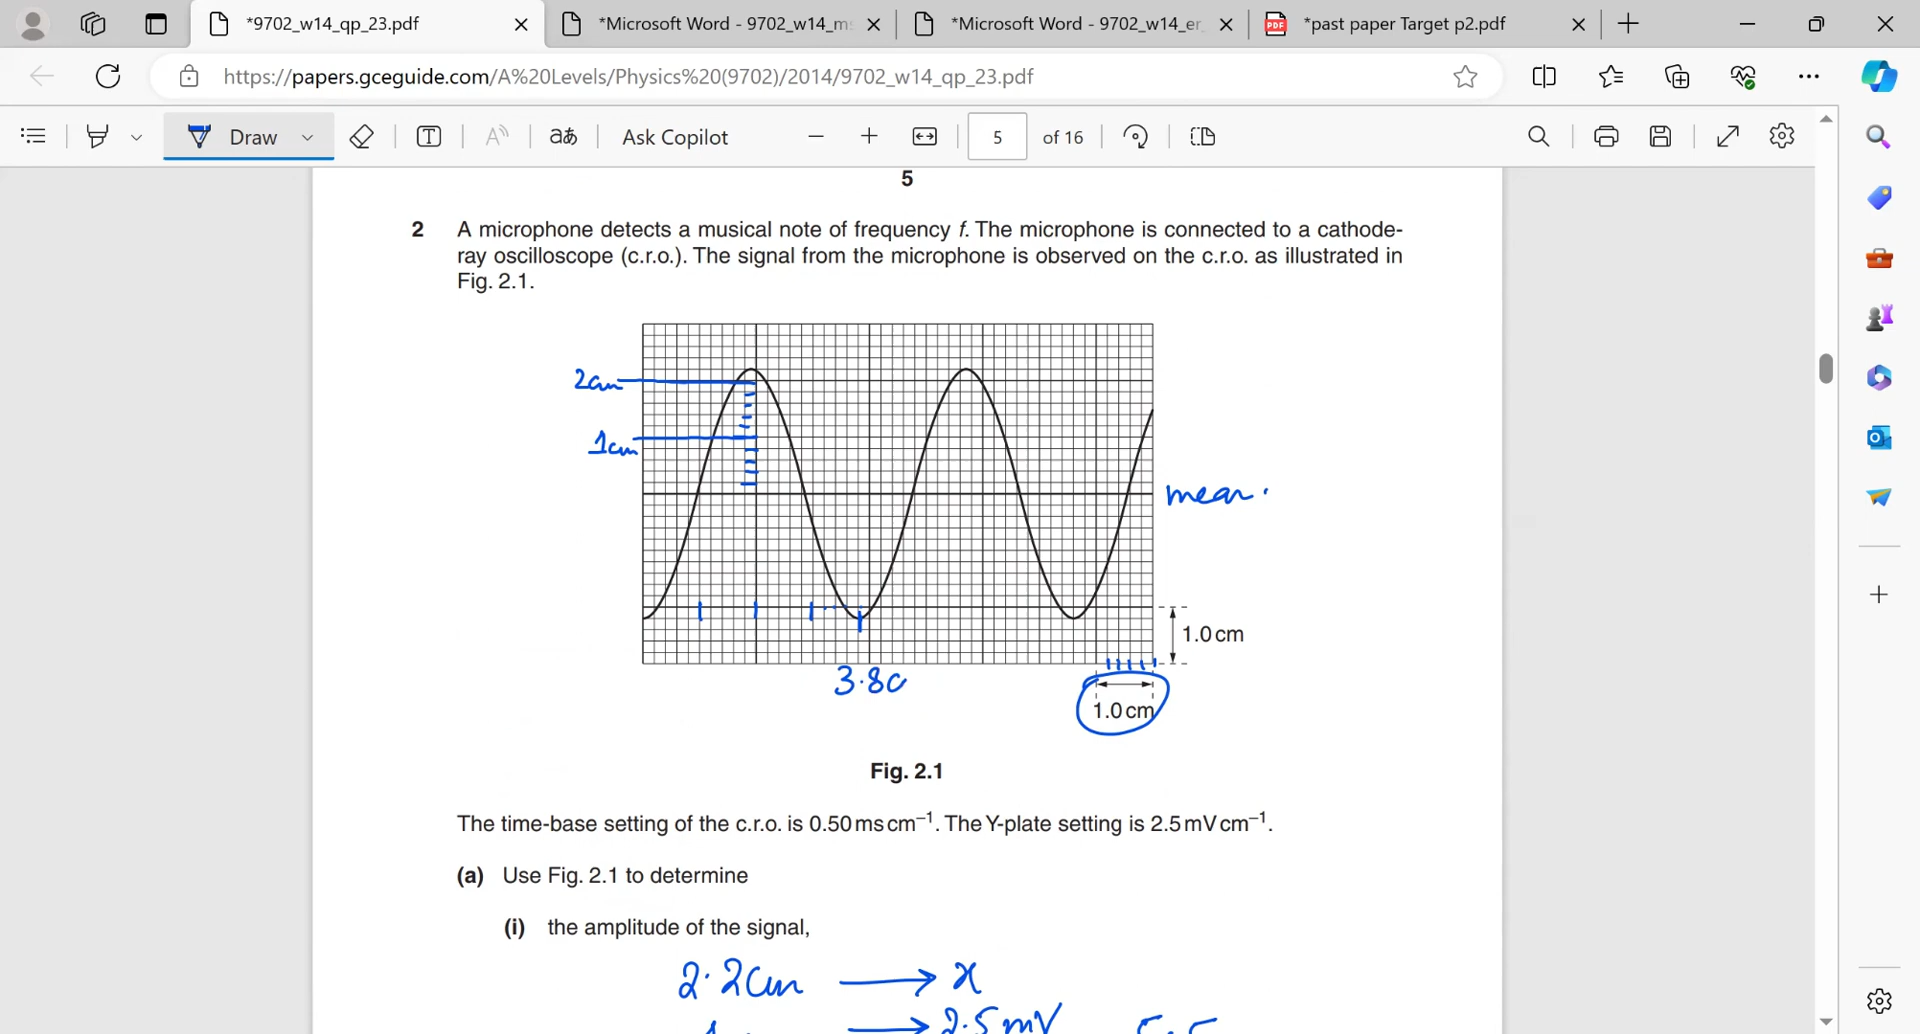 *9702_w14_qp_23.pdf
*Microsoft Word - 9702_w14_ms
*Microsoft Word - 9702_w14_er_
*past paper Target p2.pdf
https://papers.gceguide.com/A%20Levels/Physics%20(9702)/2014/9702_w14_qp_23.pdf
Draw
aあ
Ask Copilot
5
of 16
5
2 A microphone detects a musical note of frequency f. The microphone is connected to a cathode-
ray oscilloscope (c.r.o.). The signal from the microphone is observed on the c.r.o. as illustrated in
Fig. 2.1.
2cm
1cm
mean.
1.0 cm
3.8c
1.0 cm
Fig. 2.1
The time-base setting of the c.r.o. is 0.50 ms cm⁻¹. The Y-plate setting is 2.5 mV cm⁻¹.
(a) Use Fig. 2.1 to determine
(i) the amplitude of the signal,
2.2cm → x
→ 2.5mV